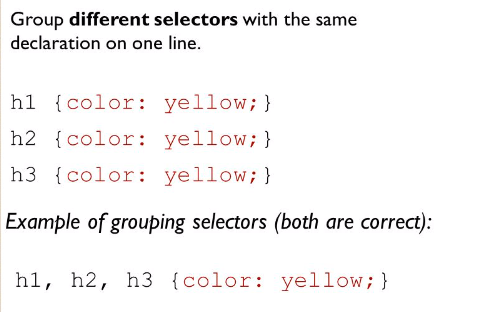 Group different selectors with the same
declaration on one line.
h1 {color: yellow;}
h2 {color: yellow;}
h3 {color: yellow;}
Example of grouping selectors (both are correct):
h1, h2, h3 {color: yellow;}